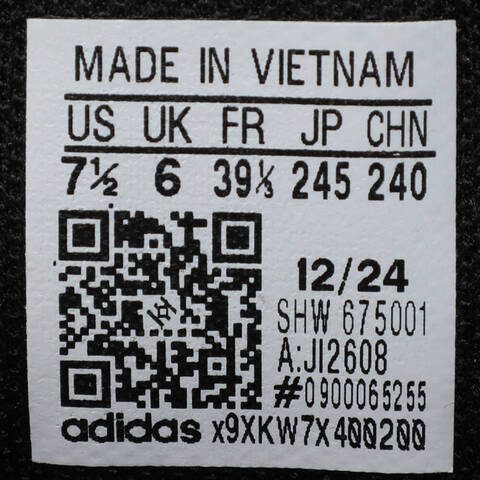 MADE IN VIETNAM
US UK FR JP CHN
7½ 6 39⅓ 245 240
12/24
SHW 675001
A:JI2608
#0900065255
adidas x9XKW7X400200